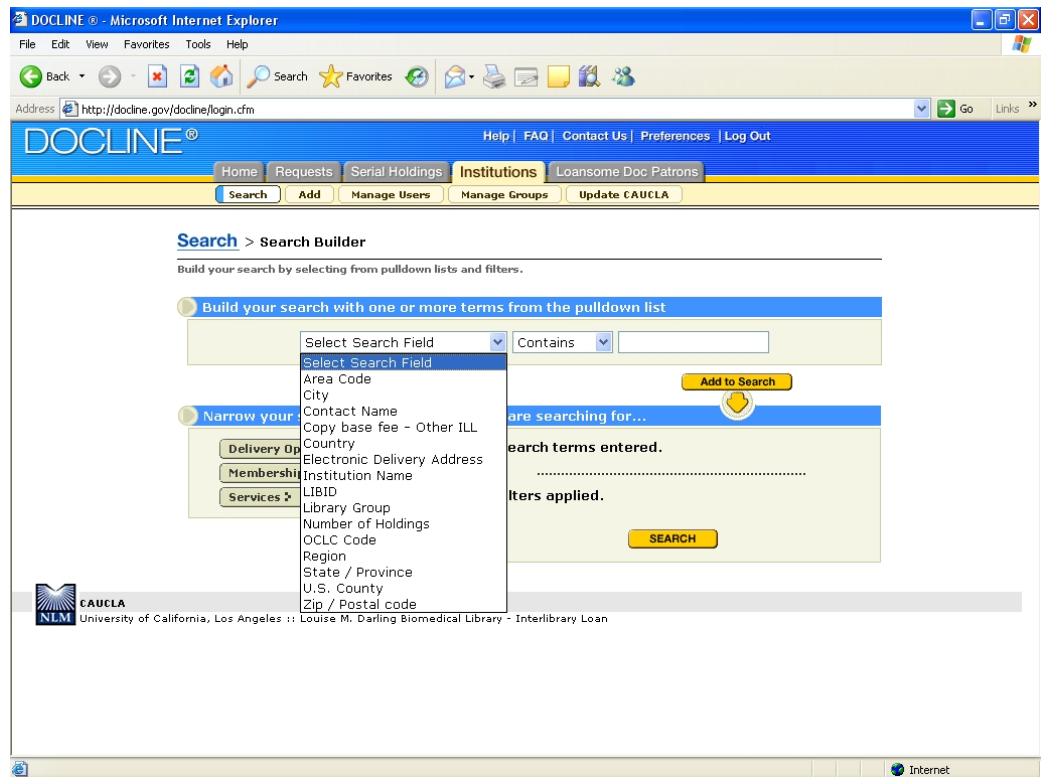 DOCLINE ® - Microsoft Internet Explorer
File Edit View Favorites Tools Help
Back Search Favorites
Address http://docline.gov/docline/login.cfm Go Links »
DOCLINE® Help | FAQ | Contact Us | Preferences | Log Out
Home Requests Serial Holdings Institutions Loansome Doc Patrons
Search Add Manage Users Manage Groups Update CAUCLA
Search > Search Builder
Build your search by selecting from pulldown lists and filters.
Build your search with one or more terms from the pulldown list
Select Search Field Contains
Select Search Field
Area Code
Add to Search
City
Contact Name
Narrow your are searching for...
Copy base fee - Other ILL
Country
Delivery Op earch terms entered.
Electronic Delivery Address
Membership
Institution Name
LIBID
Services lters applied.
Library Group
Number of Holdings
OCLC Code
SEARCH
Region
State / Province
U.S. County
Zip / Postal code
CAUCLA
NLM University of California, Los Angeles :: Louise M. Darling Biomedical Library - Interlibrary Loan
Internet